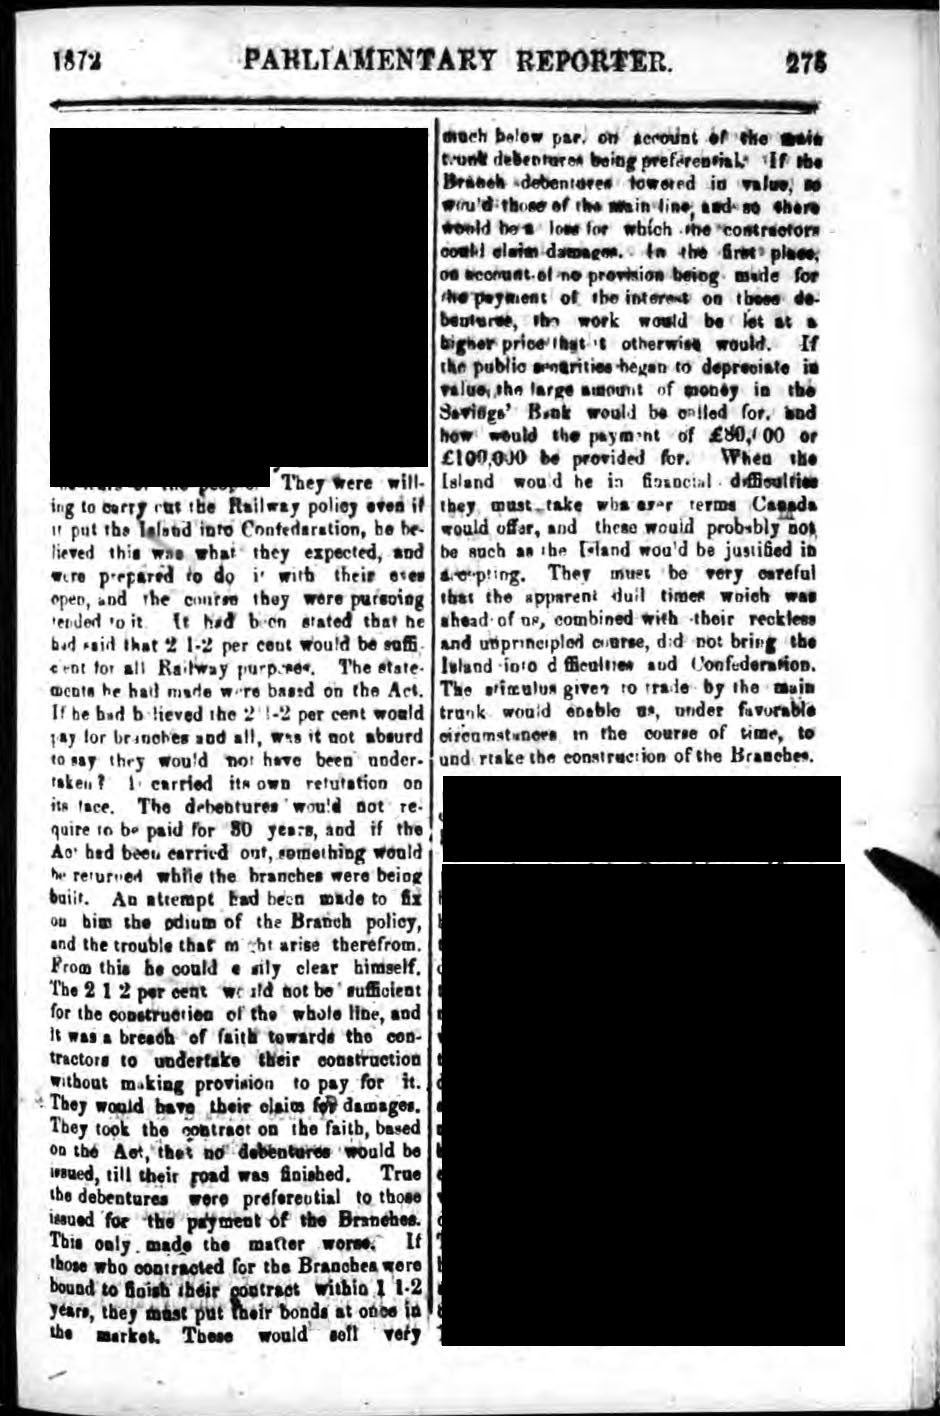 1872 PARLIAMENTARY REPORTER. 275
They were will-
ing to carry out the Railway policy even if
it put the Island into Confederation, he be-
lieved this was what they expected, and
were prepared to do it with their eyes
open, and the course they were pursuing
tended to it. It had been stated that he
had said that 2 1-2 per cent would be suffi-
cient for all Railway purposes. The state-
ments he had made were based on the Act.
If he had believed the 2 1-2 per cent would
pay for branches and all, was it not absurd
to say they would not have been under-
taken? It carried its own refutation on
its face. The debentures would not re-
quire to be paid for 30 years, and if the
Act had been carried out, something would
be returned while the branches were being
built. An attempt had been made to fix
on him the odium of the Branch policy,
and the trouble that might arise therefrom.
From this he could easily clear himself.
The 2 1 2 per cent would not be sufficient
for the construction of the whole line, and
it was a breach of faith towards the con-
tractors to undertake their construction
without making provision to pay for it.
They would have their claim for damages.
They took the contract on the faith, based
on the Act, that no debentures would be
issued, till their road was finished. True
the debentures were preferential to those
issued for the payment of the Branches.
This only made the matter worse. If
those who contracted for the Branches were
bound to finish their contract within 1 1-2
years, they must put their bonds at once in
the market. These would sell very
much below par, on account of the main
trunk debentures being preferential. If the
Branch debentures lowered in value, so
would those of the main line, and so there
would be a loss for which the contractors
could claim damages. In the first place,
on account of no provision being made for
the payment of the interest on these de-
bentures, the work would be let at a
higher price that it otherwise would. If
the public securities began to depreciate in
value, the large amount of money in the
Savings' Bank would be called for, and
how would the payment of £80,000 or
£100,000 be provided for. When the
Island would be in financial difficulties
they must take whatever terms Canada
would offer, and these would probably not
be such as the Island would be justified in
accepting. They must be very careful
that the apparent dull times which was
ahead of us, combined with their reckless
and unprincipled course, did not bring the
Island into difficulties and Confederation.
The stimulus given to trade by the main
trunk would enable us, under favorable
circumstances in the course of time, to
undertake the construction of the Branches.